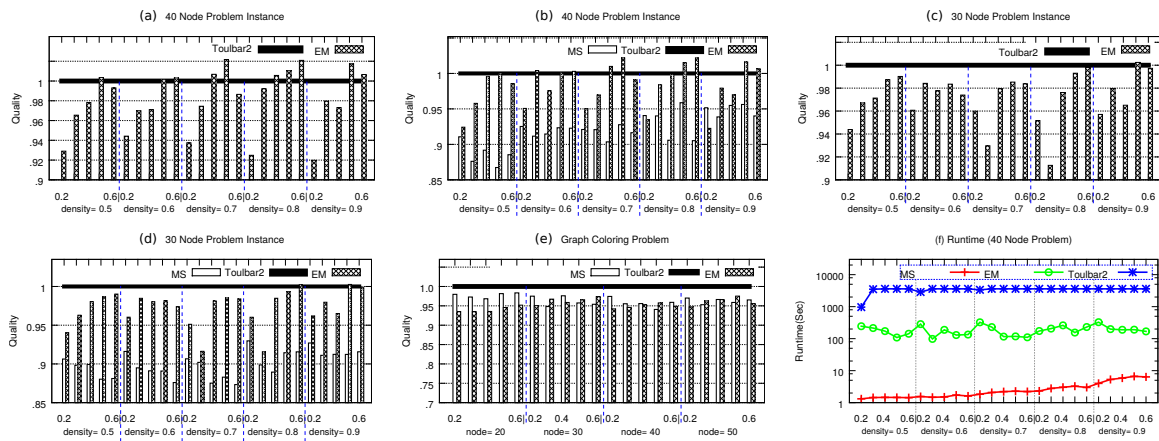 (a) 40 Node Problem Instance
Toolbar2 EM
Quality
1
.98
.96
.94
.92
.9
0.2 0.6 0.2 0.6 0.2 0.6 0.2 0.6 0.2 0.6
density= 0.5 density= 0.6 density= 0.7 density= 0.8 density= 0.9
(b) 40 Node Problem Instance
MS Toulbar2 EM
Quality
1
0.95
.9
.85
0.2 0.6 0.2 0.6 0.2 0.6 0.2 0.6 0.2 0.6
density= 0.5 density= 0.6 density= 0.7 density= 0.8 density= 0.9
(c) 30 Node Problem Instance
Toulbar2 EM
Quality
1
0.98
0.96
0.94
.92
.9
0.2 0.6 0.2 0.6 0.2 0.6 0.2 0.6 0.2 0.6
density= 0.5 density= 0.6 density= 0.7 density= 0.8 density= 0.9
(d) 30 Node Problem Instance
MS Toulbar2 EM
Quality
1
0.95
.9
.85
0.2 0.6 0.2 0.6 0.2 0.6 0.2 0.6 0.2 0.6
density= 0.5 density= 0.6 density= 0.7 density= 0.8 density= 0.9
(e) Graph Coloring Problem
MS Toulbar2 EM
Quality
1.0
.95
.9
.85
.8
.75
.7
0.2 0.6 0.2 0.4 0.6 0.2 0.4 0.6 0.2 0.4 0.6
node= 20 node= 30 node= 40 node= 50
(f) Runtime (40 Node Problem)
MS EM Toulbar2
Runtime(Sec)
10000
1000
100
10
1
0.2 0.4 0.6 0.2 0.4 0.6 0.2 0.4 0.6 0.2 0.4 0.6 0.2 0.4 0.6
density= 0.5 density= 0.6 density= 0.7 density= 0.8 density= 0.9